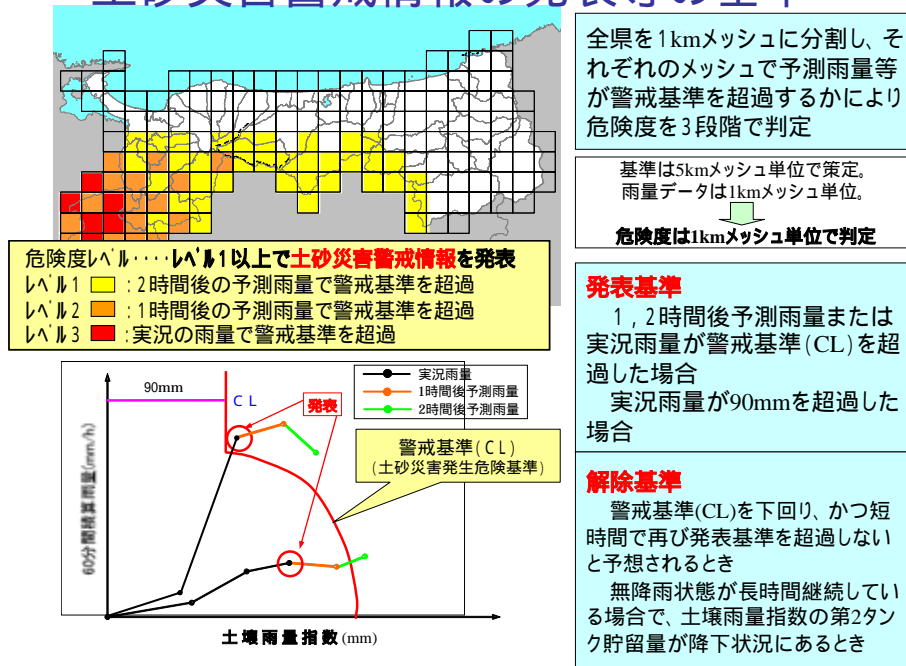 土砂災害警戒情報の発表等の基準
全県を1kmメッシュに分割し、そ
れぞれのメッシュで予測雨量等
が警戒基準を超過するかにより
危険度を3段階で判定
基準は5kmメッシュ単位で策定。
雨量データは1kmメッシュ単位。
危険度は1kmメッシュ単位で判定
危険度ﾚﾍﾞﾙ‥‥ﾚﾍﾞﾙ1以上で土砂災害警戒情報を発表
ﾚﾍﾞﾙ1 :2時間後の予測雨量で警戒基準を超過
ﾚﾍﾞﾙ2 :1時間後の予測雨量で警戒基準を超過
ﾚﾍﾞﾙ3 :実況の雨量で警戒基準を超過
発表基準
1,2時間後予測雨量または
実況雨量が警戒基準(CL)を超
過した場合
実況雨量が90mmを超過した
場合
解除基準
警戒基準(CL)を下回り、かつ短
時間で再び発表基準を超過しない
と予想されるとき
無降雨状態が長時間継続してい
る場合で、土壌雨量指数の第2タン
ク貯留量が降下状況にあるとき
90mm
CL
発表
実況雨量
1時間後予測雨量
2時間後予測雨量
警戒基準(CL)
(土砂災害発生危険基準)
60分間積算雨量(mm/h)
土壌雨量指数(mm)